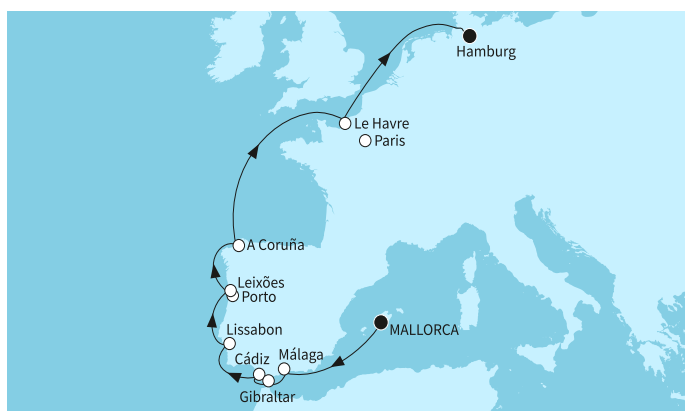 Hamburg
Le Havre
Paris
A Coruña
Leixões
Porto
Lissabon
MALLORCA
Cádiz
Málaga
Gibraltar